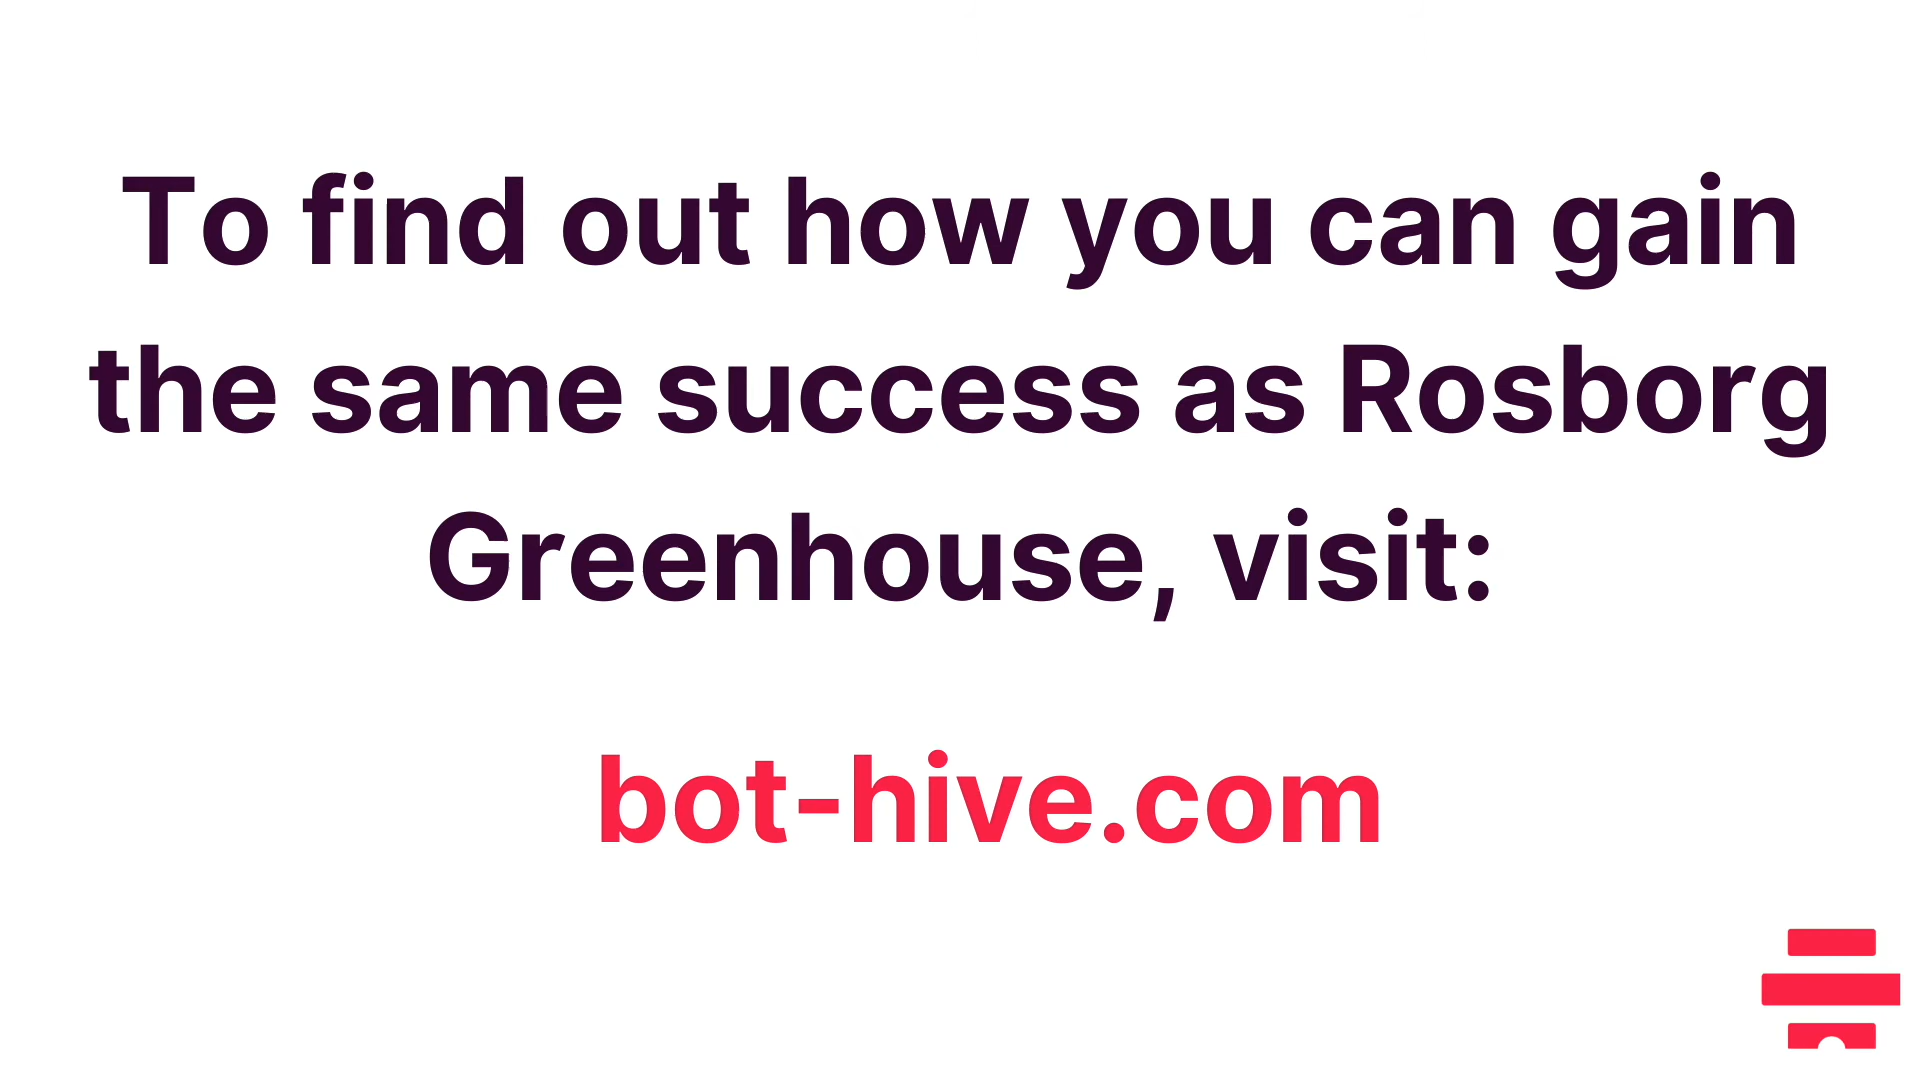 To find out how you can gain
the same success as Rosborg
Greenhouse, visit:
bot-hive.com